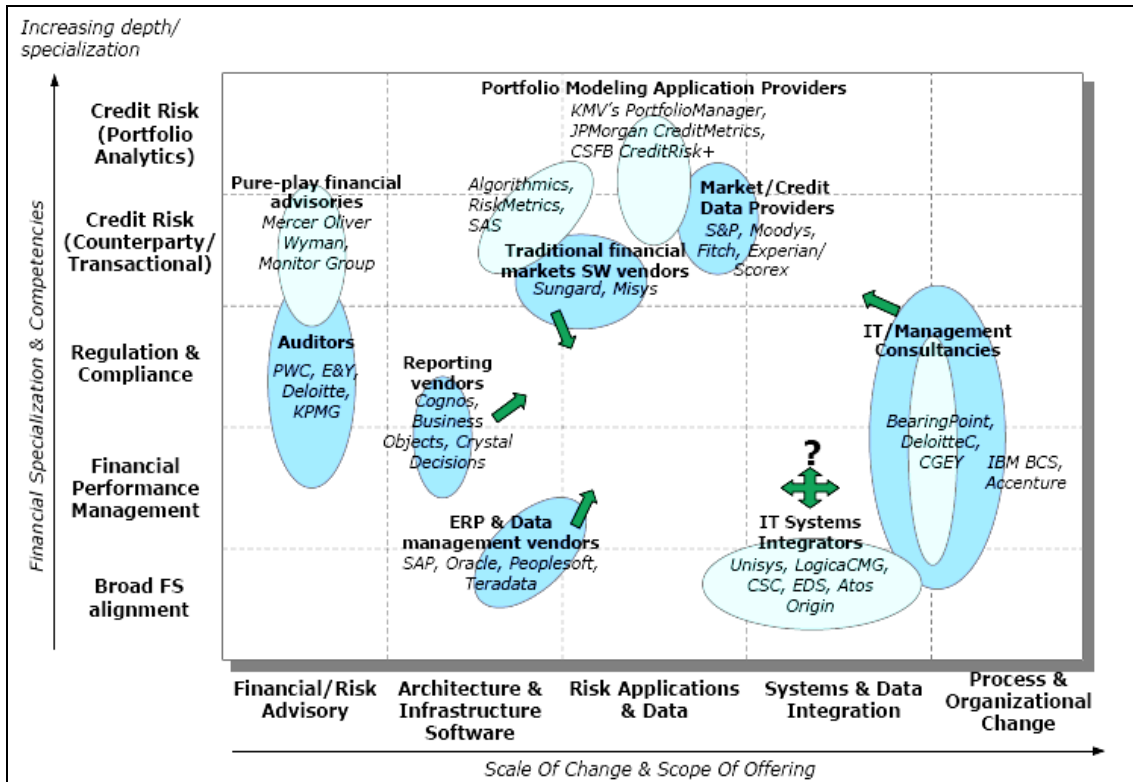 Increasing depth/
specialization
Financial Specialization & Competencies
Credit Risk
(Portfolio
Analytics)
Credit Risk
(Counterparty/
Transactional)
Regulation &
Compliance
Financial
Performance
Management
Broad FS
alignment
Portfolio Modeling Application Providers
KMV's PortfolioManager,
JPMorgan CreditMetrics,
CSFB CreditRisk+
Pure-play financial
advisories
Mercer Oliver
Wyman,
Monitor Group
Algorithmics,
RiskMetrics,
SAS
Market/Credit
Data Providers
S&P, Moodys,
Fitch, Experian/
Scorex
Traditional financial
markets SW vendors
Sungard, Misys
Auditors
PWC, E&Y,
Deloitte,
KPMG
Reporting
vendors
Cognos,
Business
Objects, Crystal
Decisions
IT/Management
Consultancies
BearingPoint,
DeloitteC,
CGEY
IBM BCS,
Accenture
?
ERP & Data
management vendors
SAP, Oracle, Peoplesoft,
Teradata
IT Systems
Integrators
Unisys, LogicaCMG,
CSC, EDS, Atos
Origin
Financial/Risk
Advisory
Architecture &
Infrastructure
Software
Risk Applications
& Data
Systems & Data
Integration
Process &
Organizational
Change
Scale Of Change & Scope Of Offering